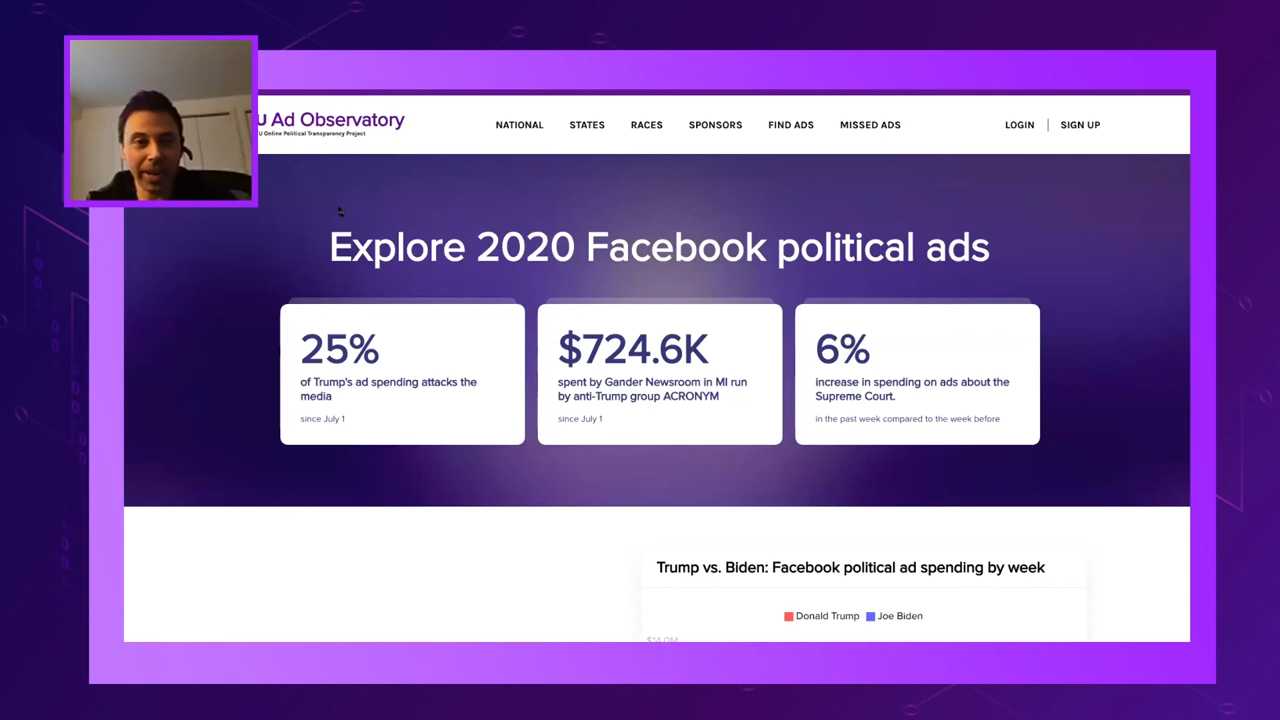 U Ad Observatory
U Online Political Transparency Project
NATIONAL STATES RACES SPONSORS FIND ADS MISSED ADS LOGIN SIGN UP
Explore 2020 Facebook political ads
25%
of Trump's ad spending attacks the
media
since July 1
$724.6K
spent by Gander Newsroom in MI run
by anti-Trump group ACRONYM
since July 1
6%
increase in spending on ads about the
Supreme Court.
in the past week compared to the week before
Trump vs. Biden: Facebook political ad spending by week
Donald Trump Joe Biden
$14.0M